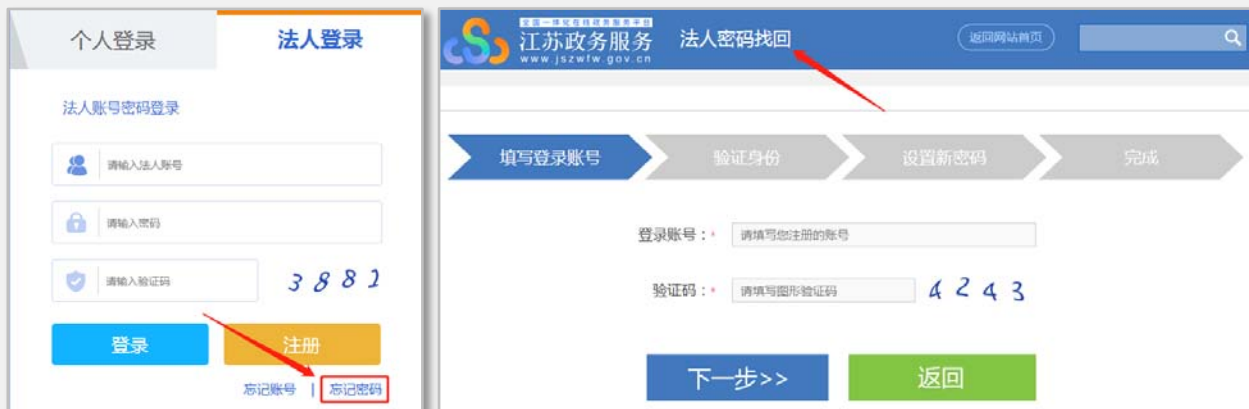 个人登录
法人登录
法人账号密码登录
请输入法人账号
请输入密码
请输入验证码
3882
登录
注册
忘记账号 | 忘记密码
全国一体化在线政务服务平台
江苏政务服务
www.jszwfw.gov.cn
法人密码找回
返回网站首页
填写登录账号
验证身份
设置新密码
完成
登录账号：*
请填写您注册的账号
验证码：*
请填写图形验证码
4243
下一步>>
返回